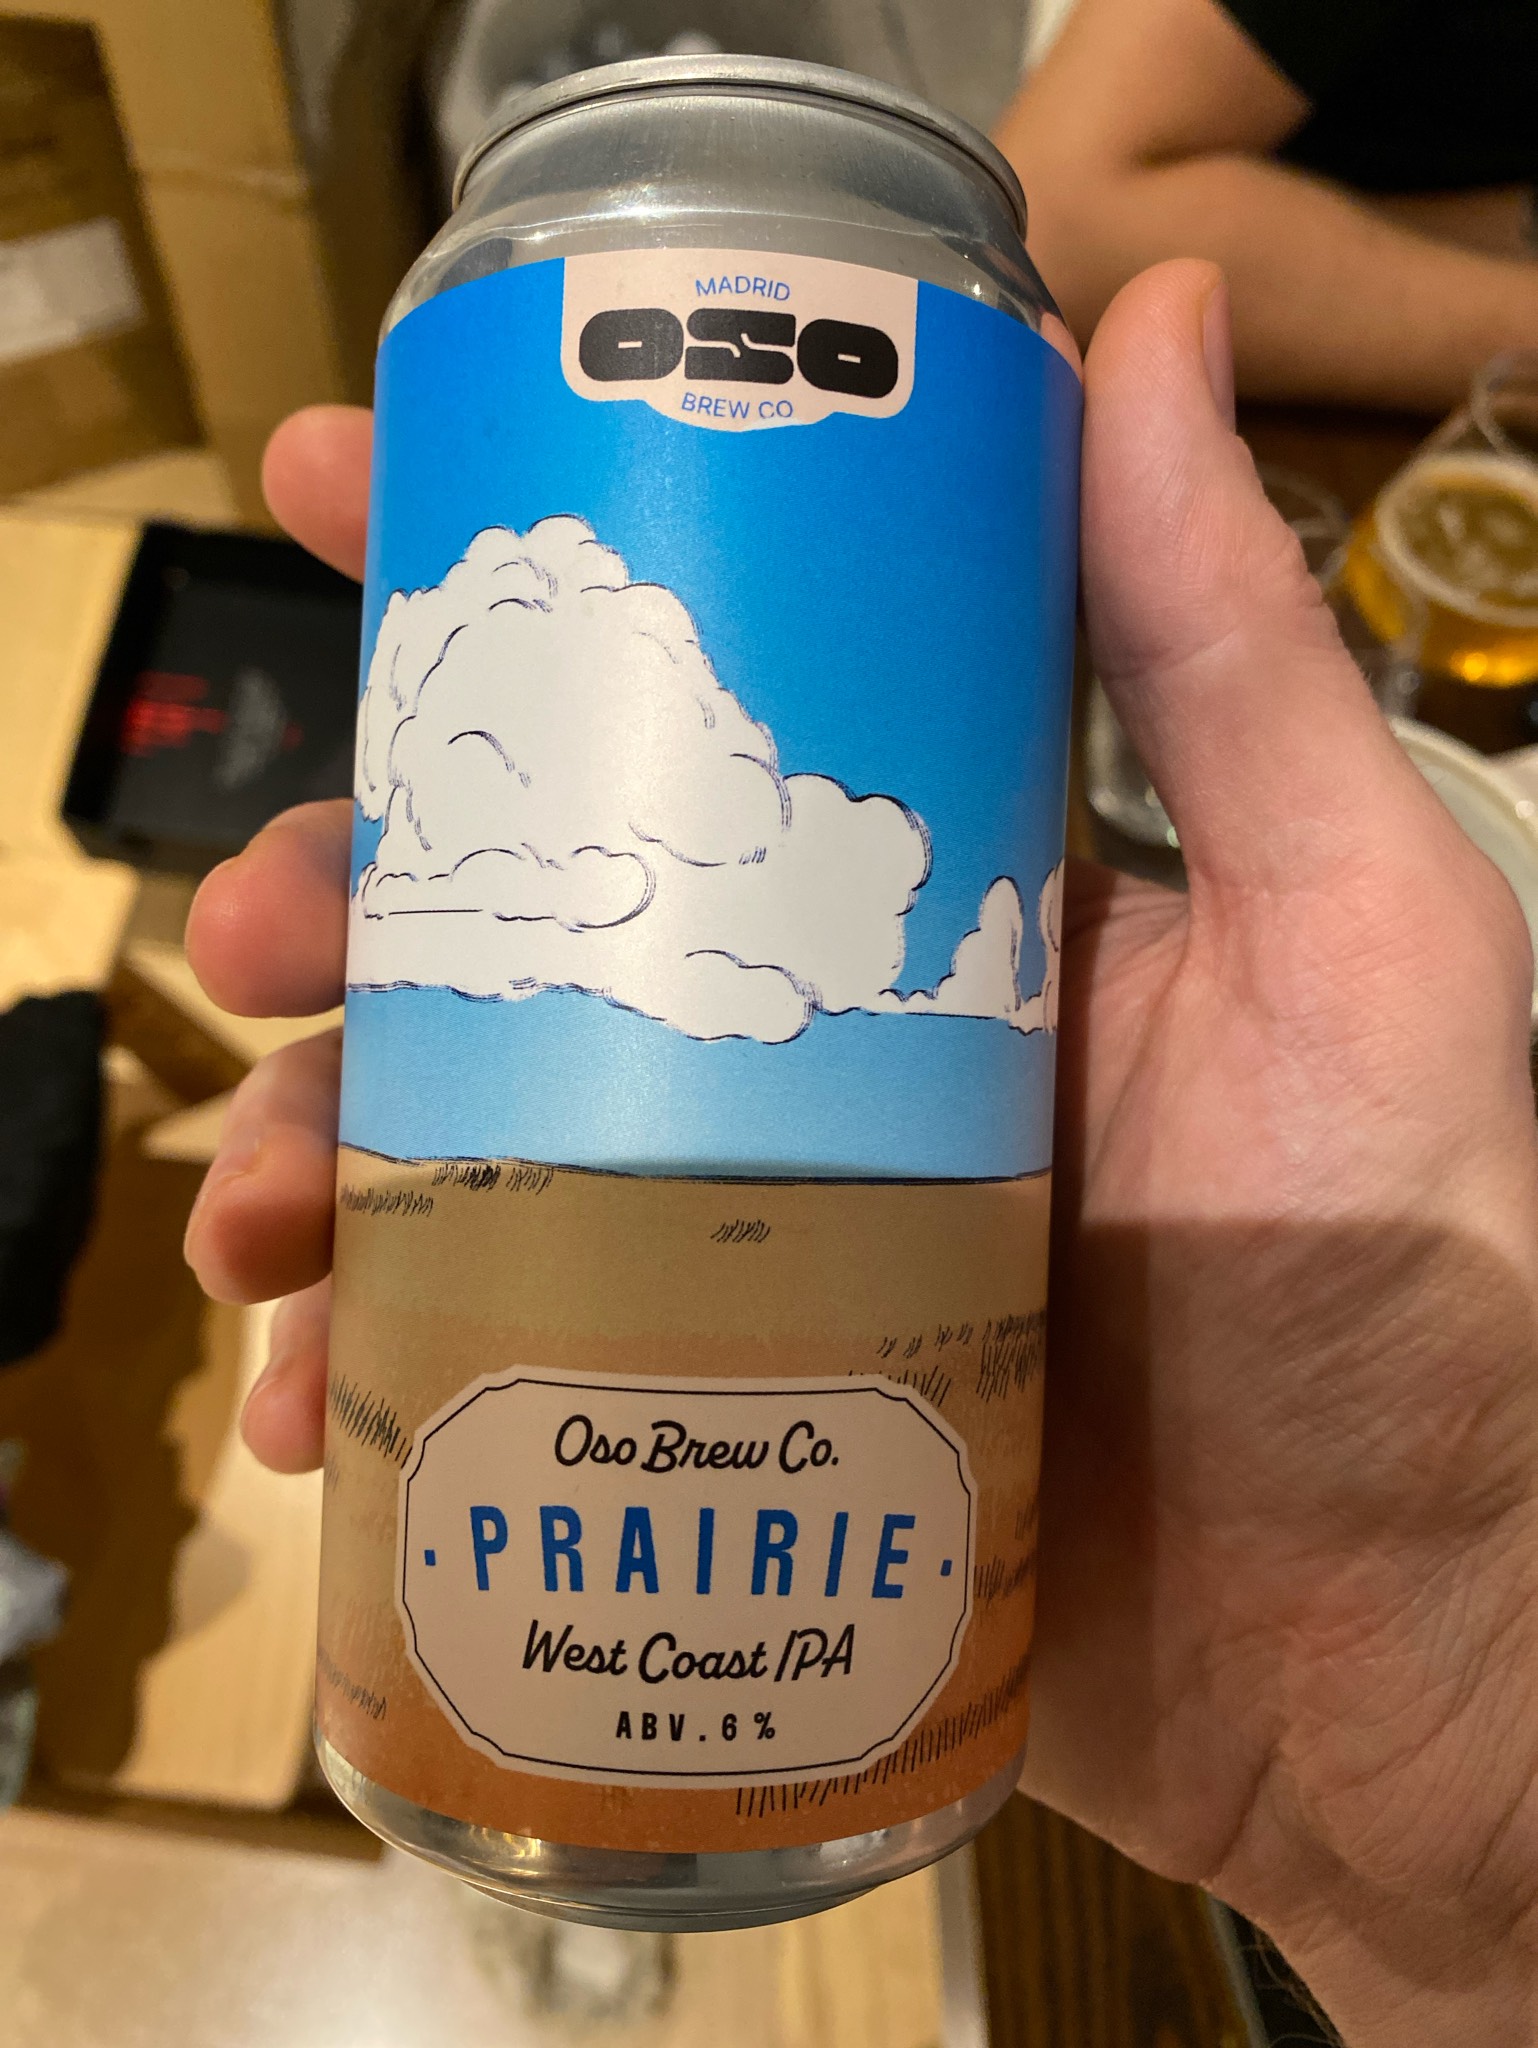 MADRID
OSO
BREW CO
Oso Brew Co.
· PRAIRIE ·
West Coast IPA
ABV. 6%